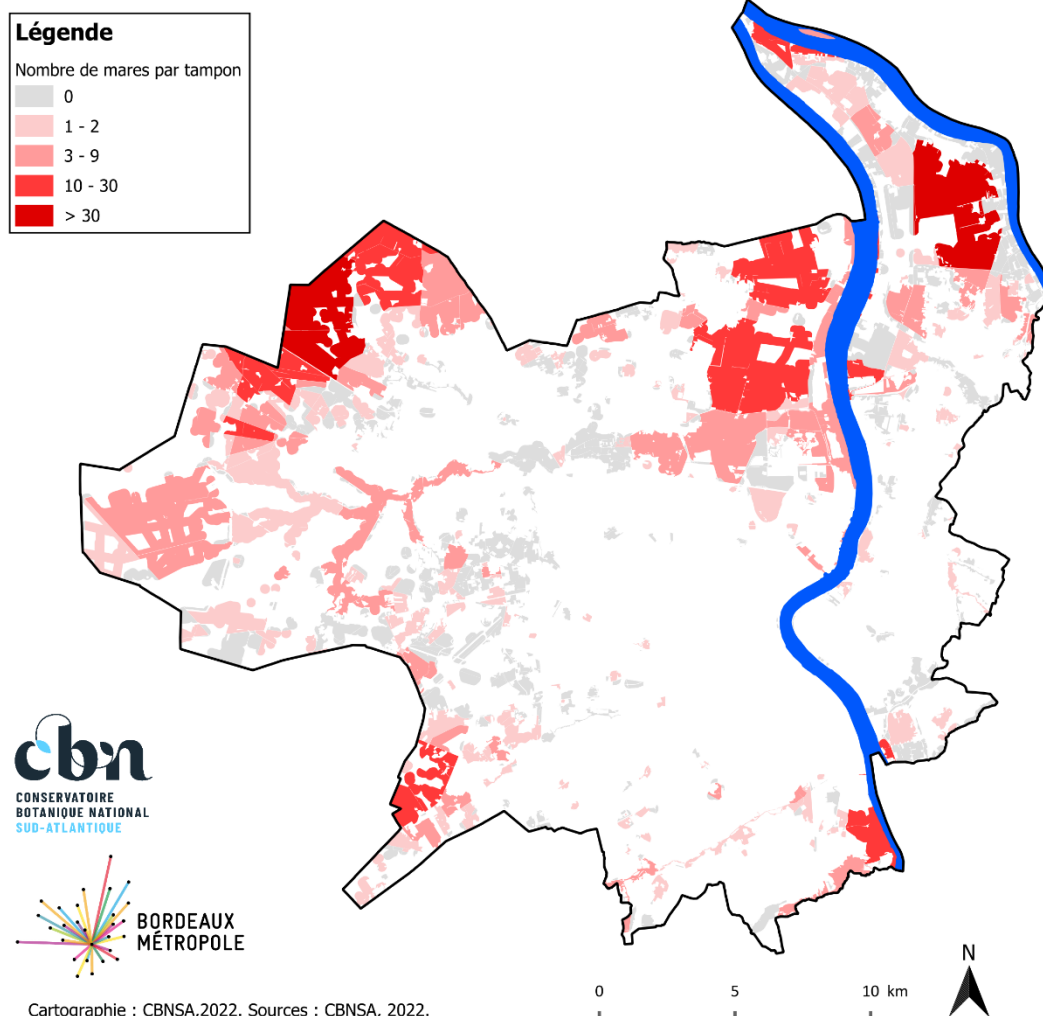 Légende
Nombre de mares par tampon
0
1 - 2
3 - 9
10 - 30
> 30
cbn
CONSERVATOIRE
BOTANIQUE NATIONAL
SUD-ATLANTIQUE
BORDEAUX
MÉTROPOLE
N
0 5 10 km
Cartographie : CBNSA,2022. Sources : CBNSA, 2022.